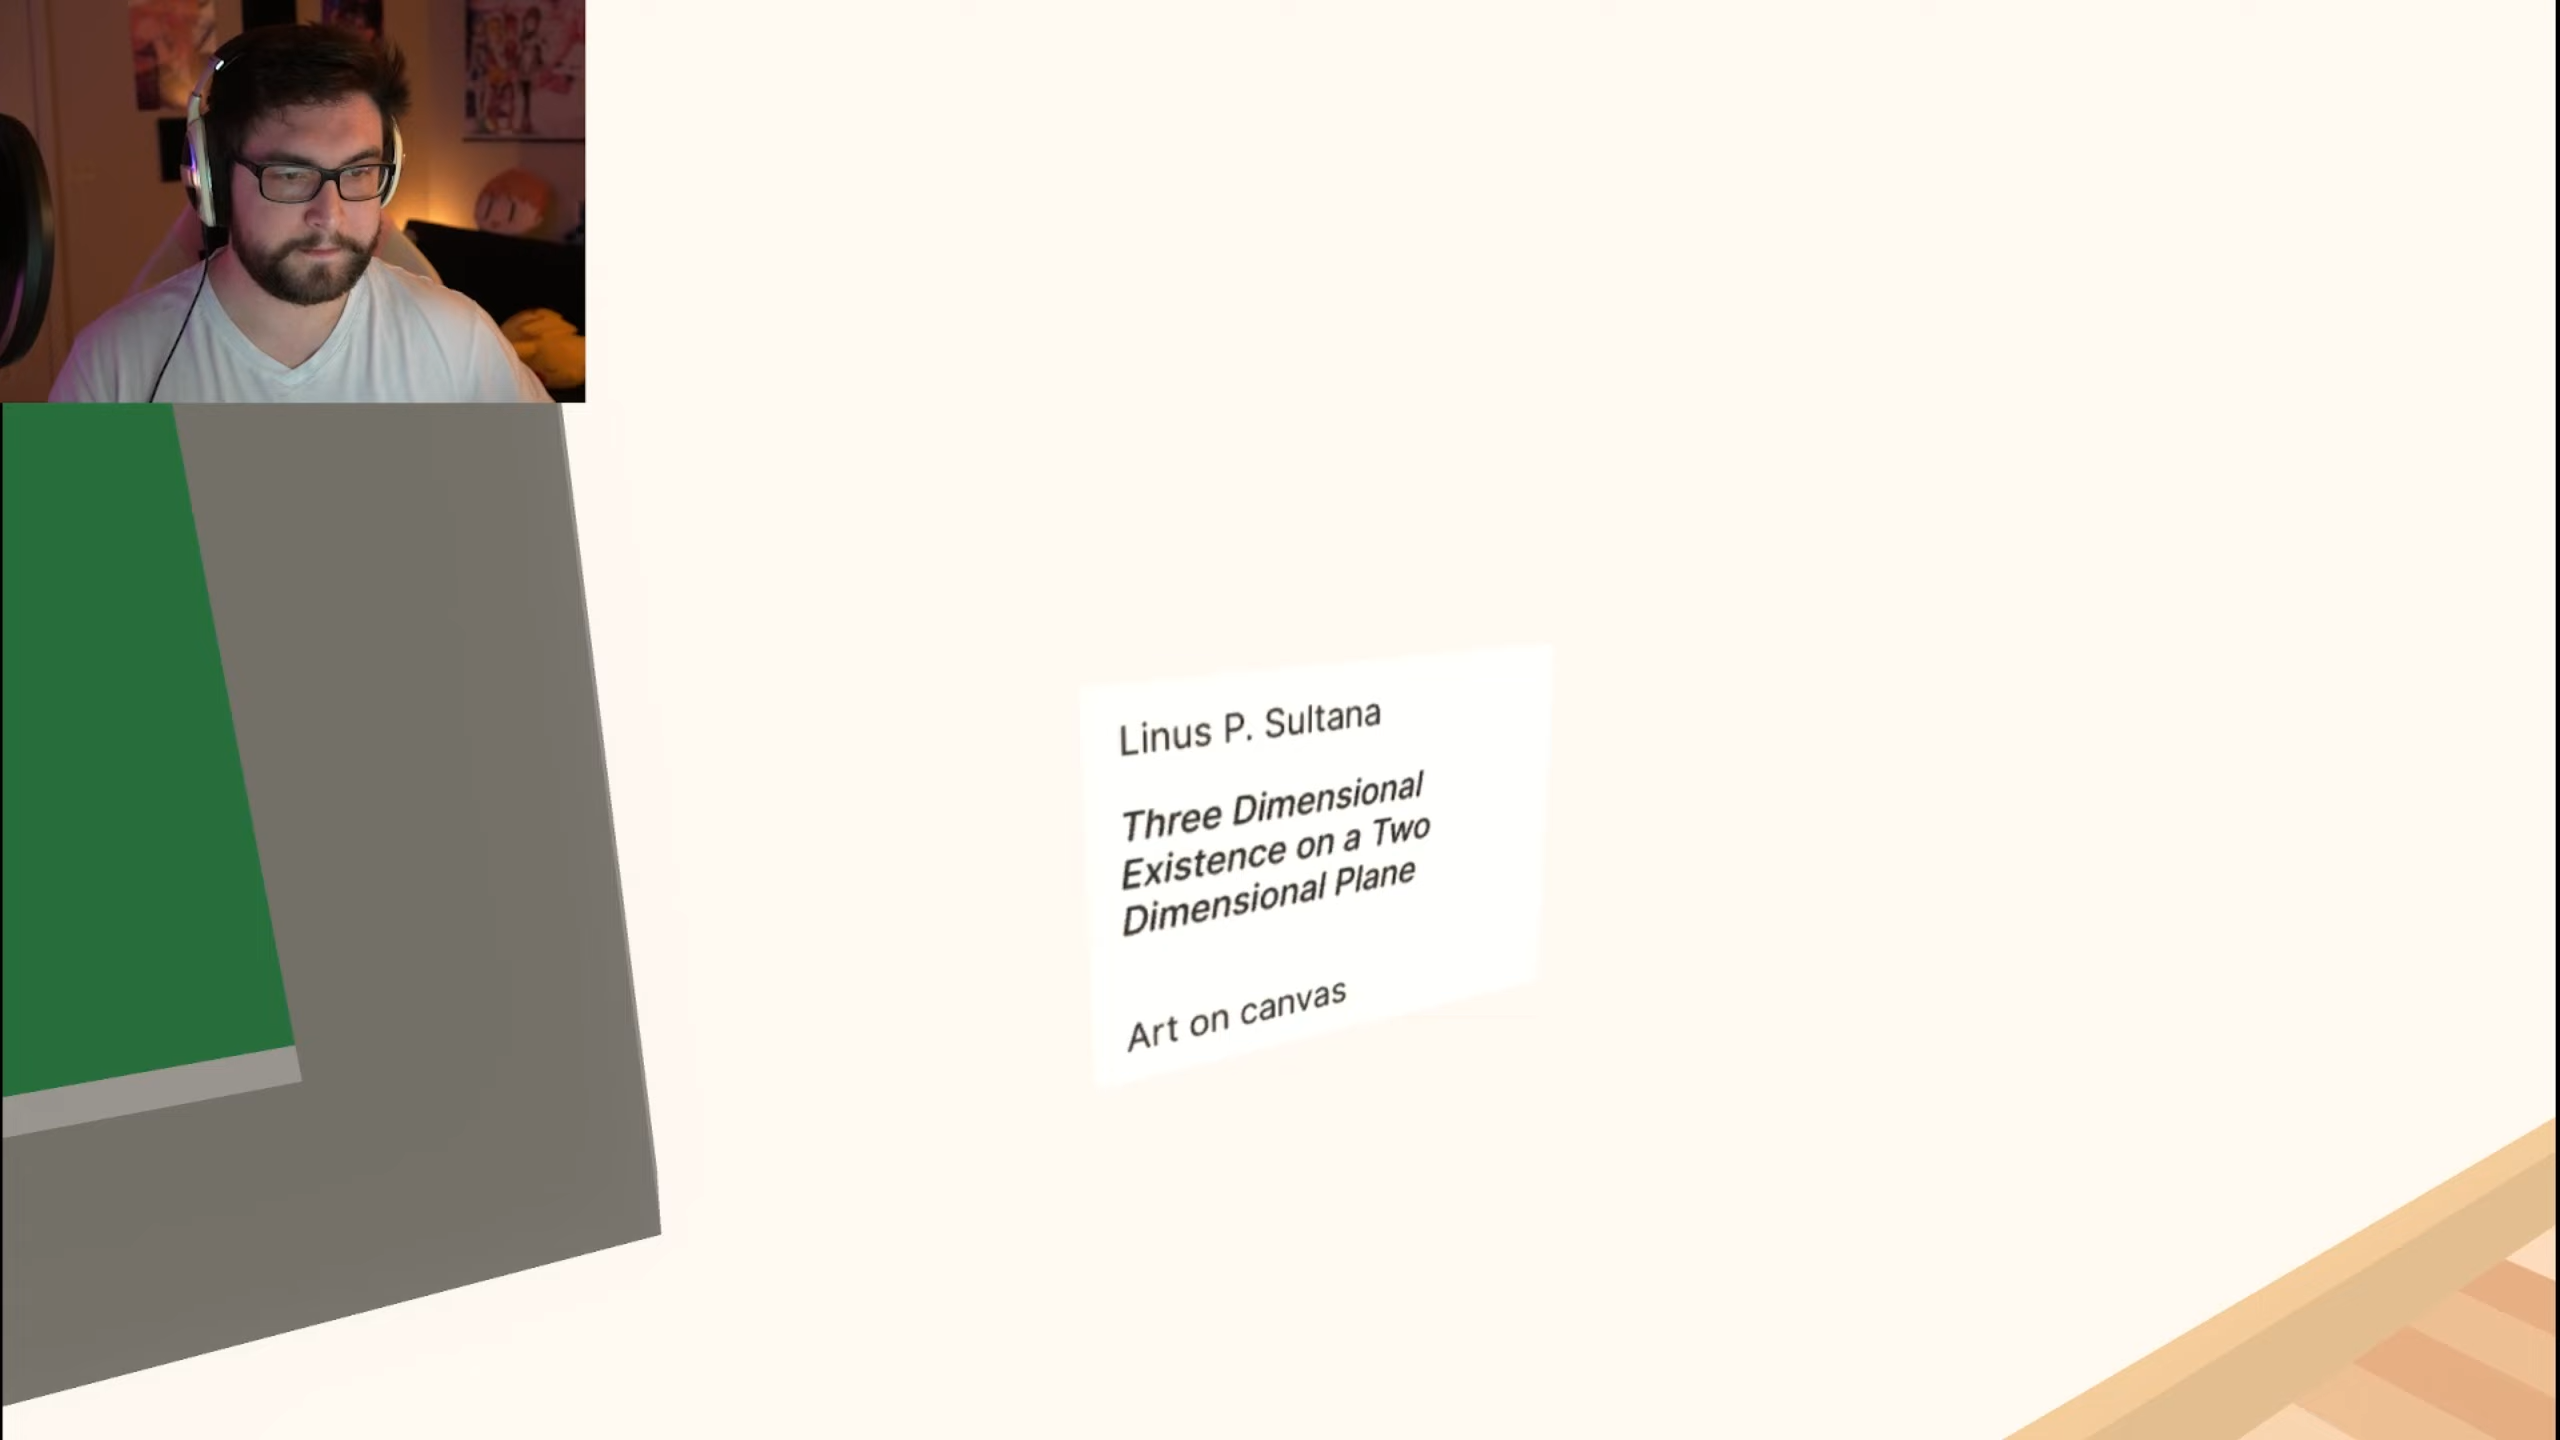 Linus P. Sultana
Three Dimensional
Existence on a Two
Dimensional Plane
Art on canvas